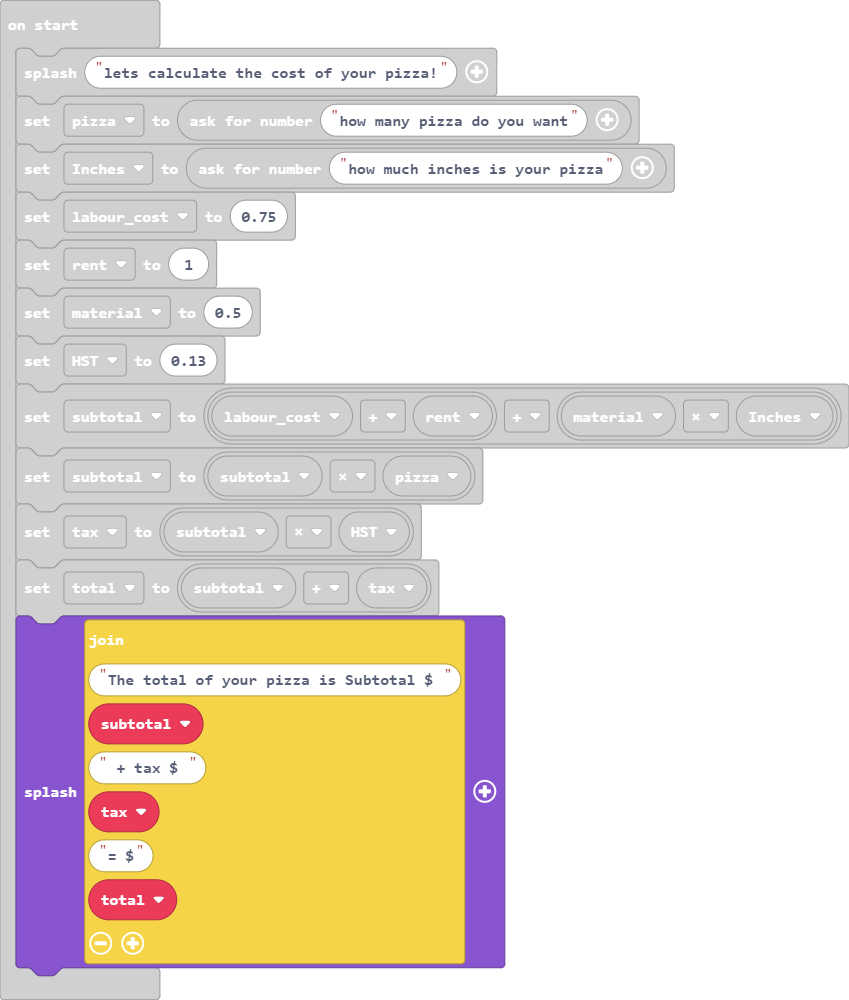 on start
splash "lets calculate the cost of your pizza!"
set pizza to ask for number "how many pizza do you want"
set Inches to ask for number "how much inches is your pizza"
set labour_cost to 0.75
set rent to 1
set material to 0.5
set HST to 0.13
set subtotal to labour_cost + rent + material × Inches
set subtotal to subtotal × pizza
set tax to subtotal × HST
set total to subtotal + tax
join
"The total of your pizza is Subtotal $ "
subtotal
" + tax $ "
splash
tax
"= $"
total